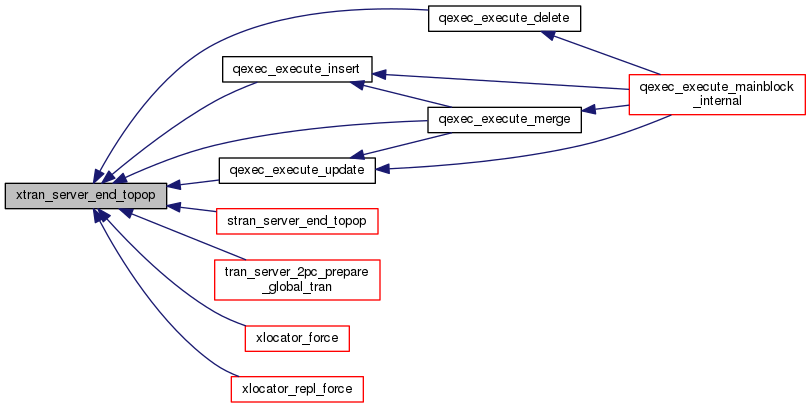 qexec_execute_delete
qexec_execute_insert
qexec_execute_mainblock
_internal
qexec_execute_merge
qexec_execute_update
xtran_server_end_topop
stran_server_end_topop
tran_server_2pc_prepare
_global_tran
xlocator_force
xlocator_repl_force